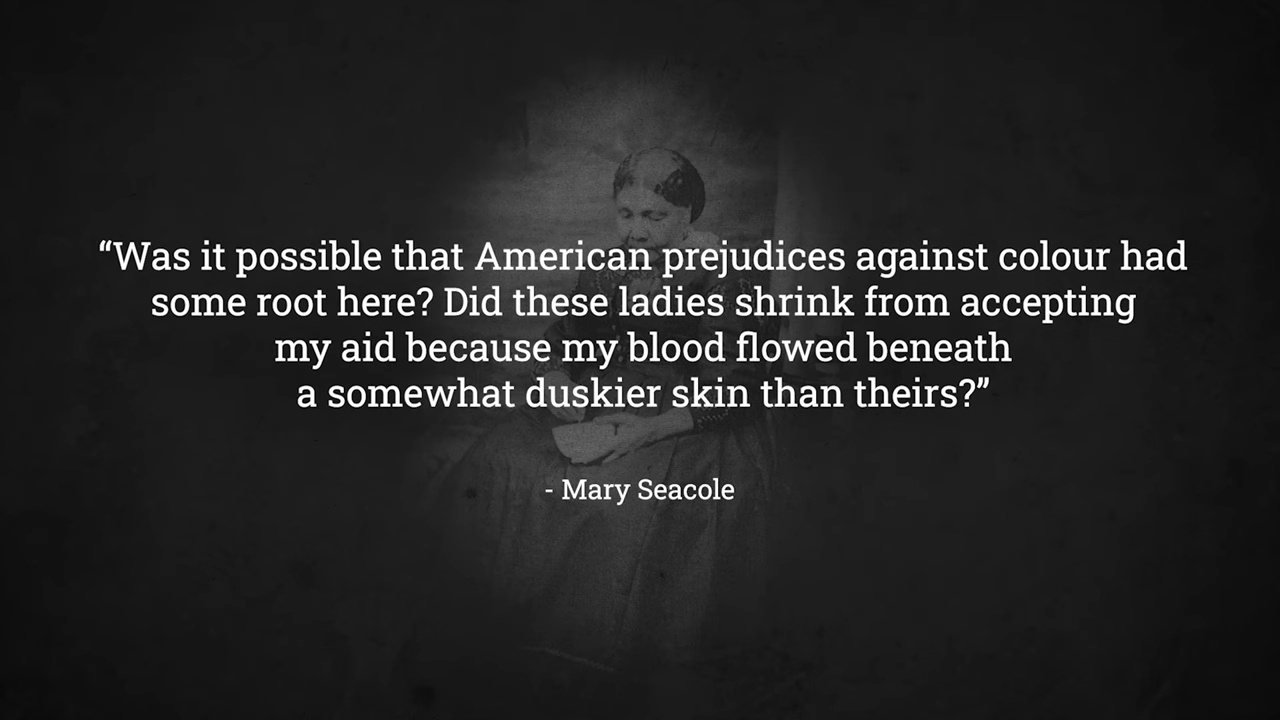 “Was it possible that American prejudices against colour had
some root here? Did these ladies shrink from accepting
my aid because my blood flowed beneath
a somewhat duskier skin than theirs?”
- Mary Seacole